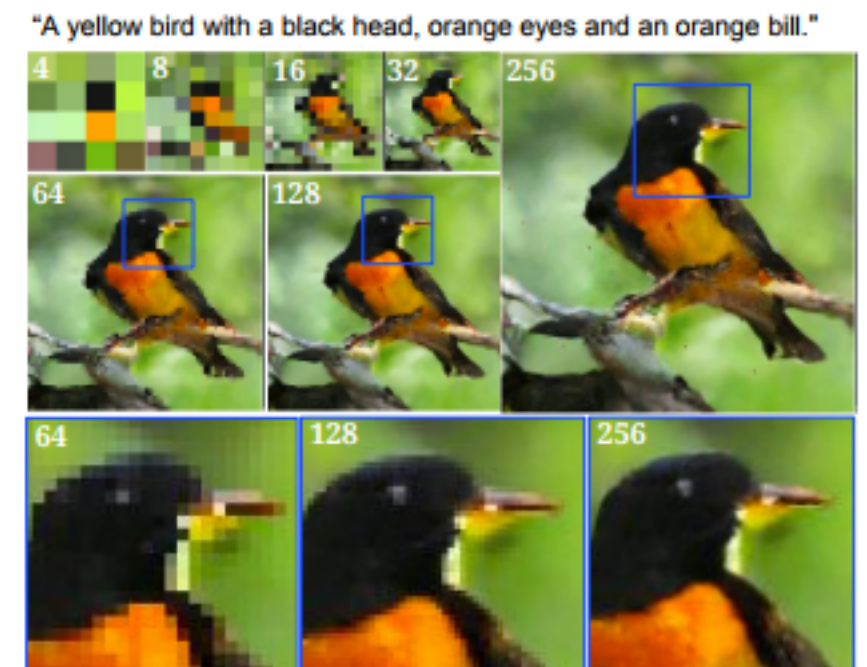 “A yellow bird with a black head, orange eyes and an orange bill."
4 8 16 32 256
64 128
64 128 256